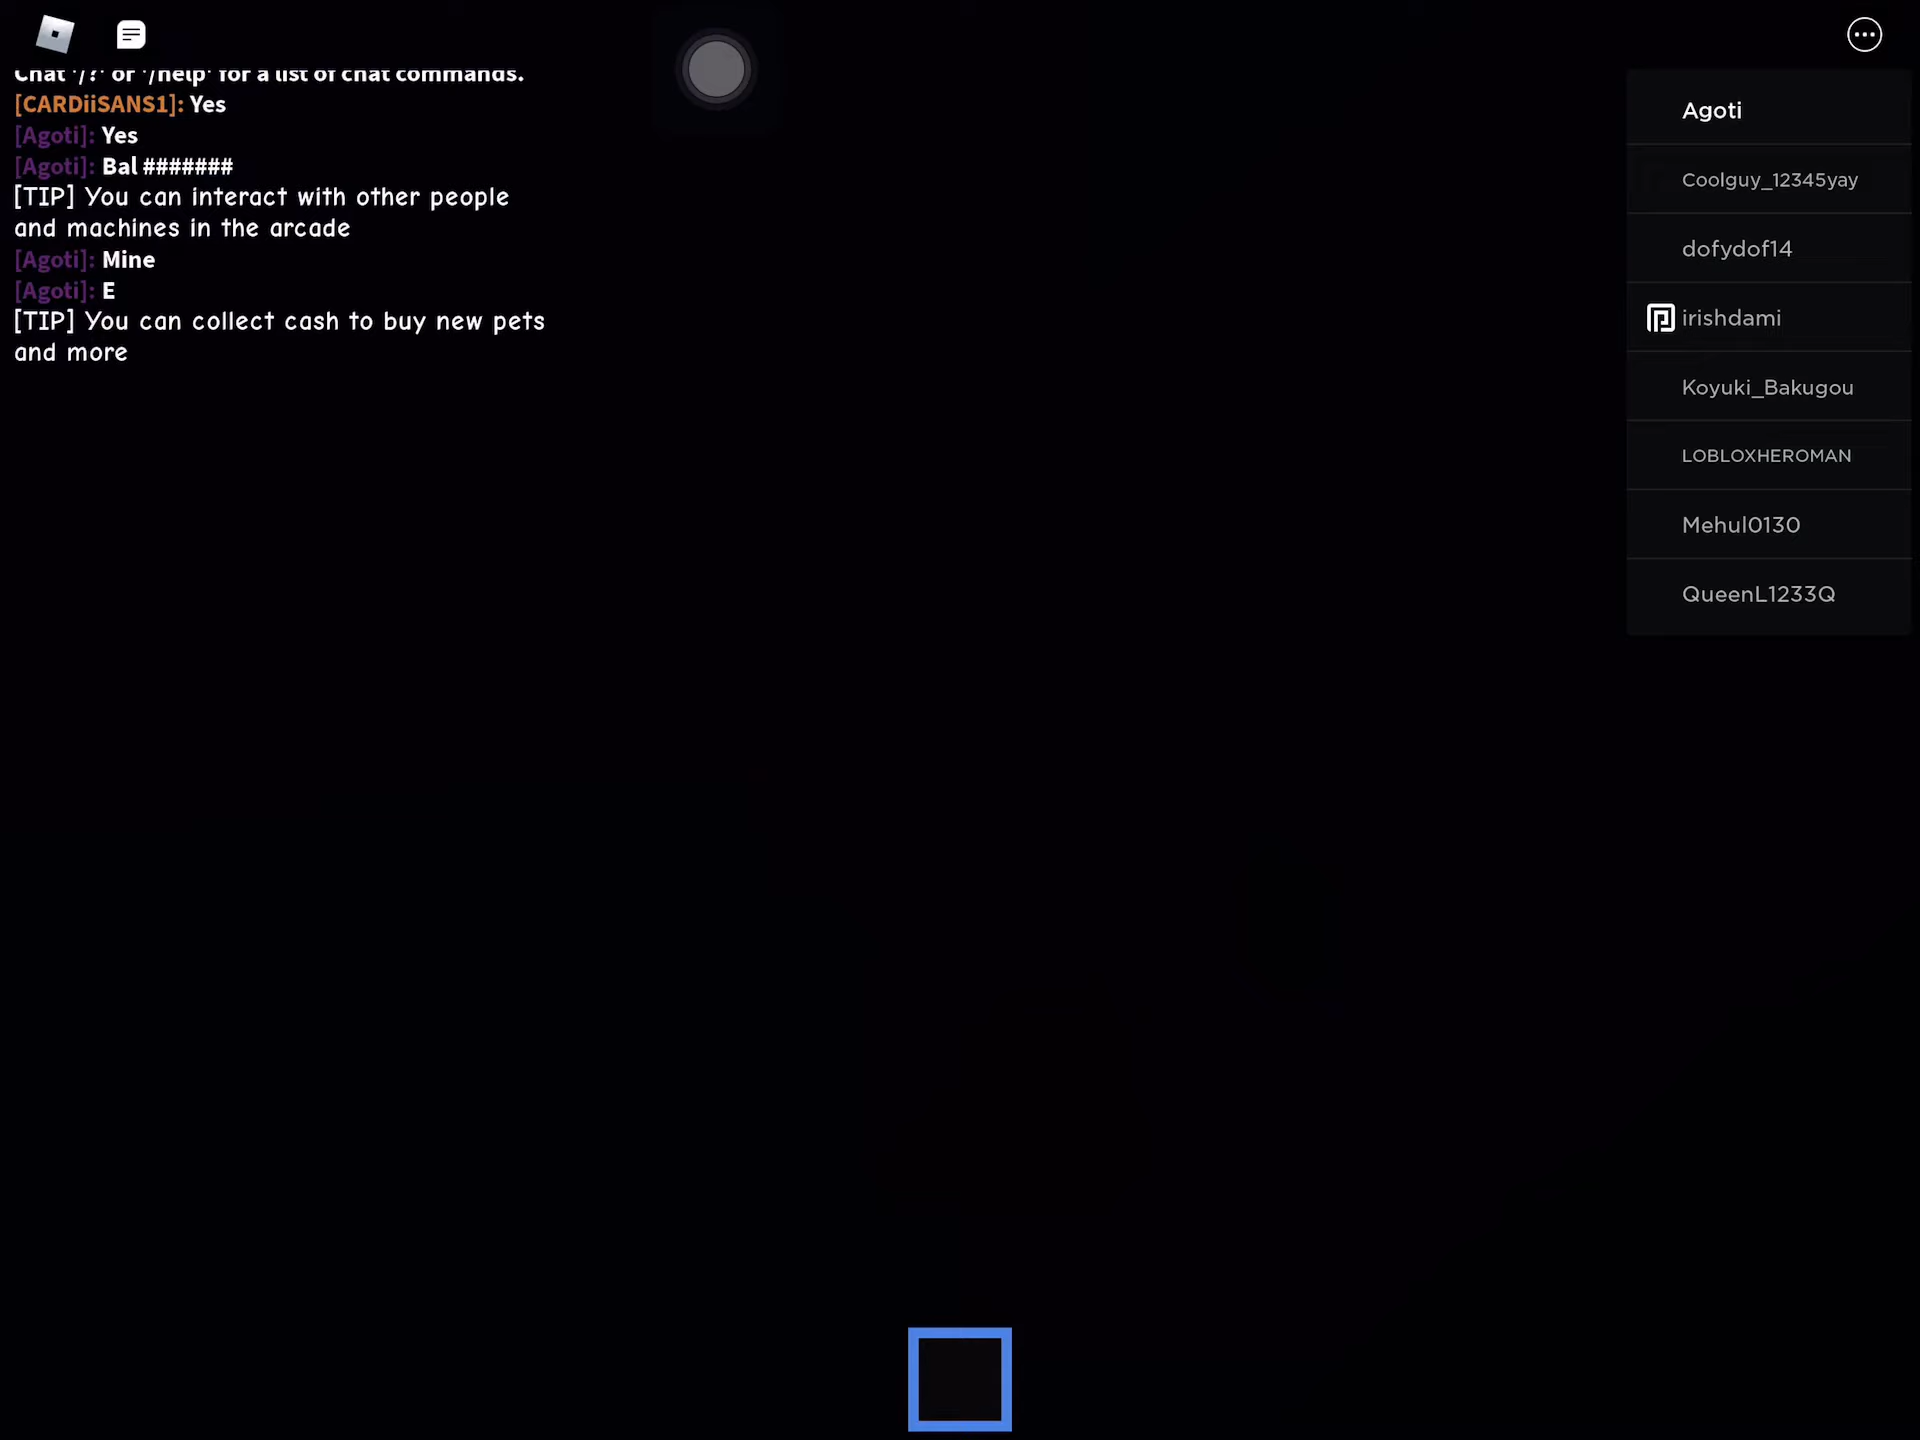 Chat '/?' or '/help' for a list of chat commands.
[CARDiiSANS1]: Yes
[Agoti]: Yes
[Agoti]: Bal #######
[TIP] You can interact with other people
and machines in the arcade
[Agoti]: Mine
[Agoti]: E
[TIP] You can collect cash to buy new pets
and more
Agoti
Coolguy_12345yay
dofydof14
irishdami
Koyuki_Bakugou
LOBLOXHEROMAN
Mehul0130
QueenL1233Q